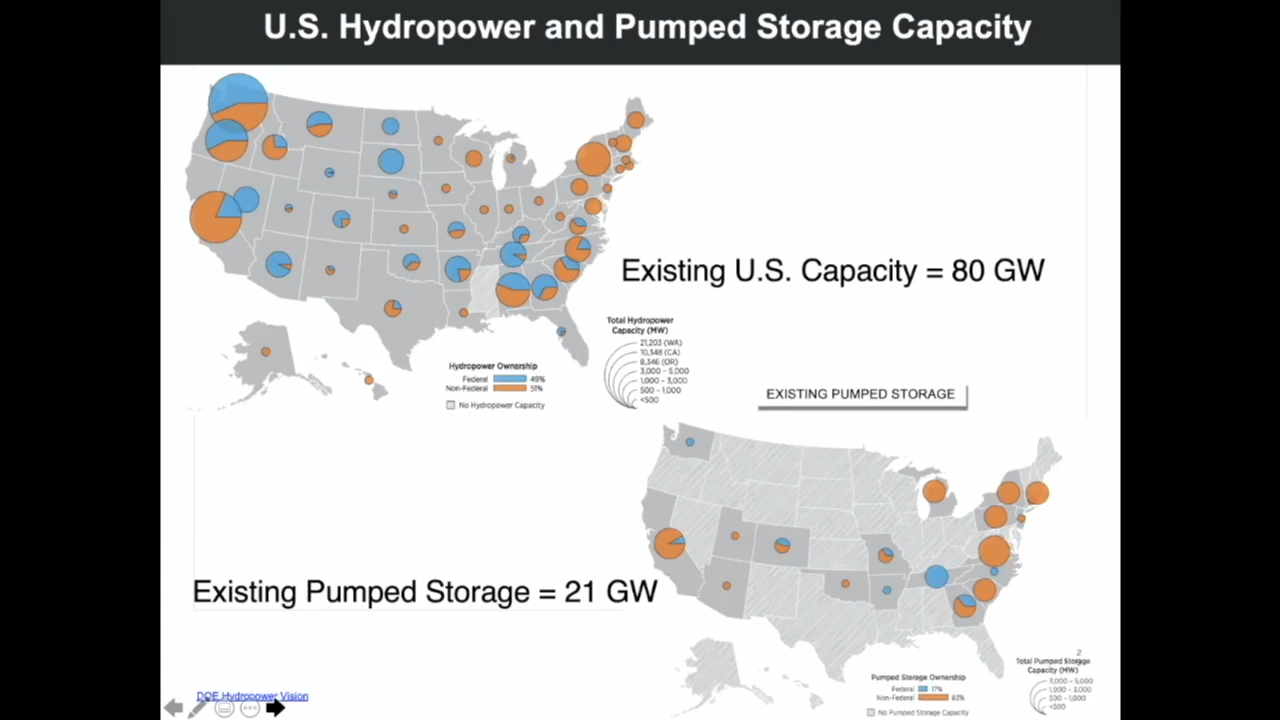 U.S. Hydropower and Pumped Storage Capacity
Existing U.S. Capacity = 80 GW
Total Hydropower
Capacity (MW)
21,203 (WA)
10,348 (CA)
8,346 (OR)
3,000 - 5,000
1,000 - 3,000
500 - 1,000
<500
Hydropower Ownership
Federal 49%
Non-Federal 51%
No Hydropower Capacity
EXISTING PUMPED STORAGE
Existing Pumped Storage = 21 GW
2
Total Pumped Storage
Capacity (MW)
3,000 - 5,000
1,000 - 3,000
500 - 1,000
<500
Pumped Storage Ownership
Federal 17%
Non-Federal 83%
No Pumped Storage Capacity
DOE Hydropower Vision